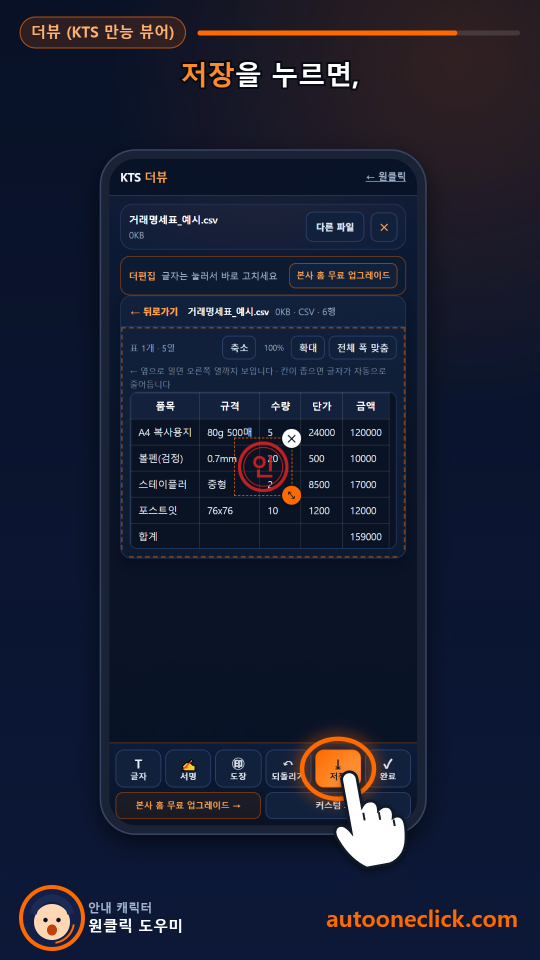 더뷰 (KTS 만능 뷰어)
저장을 누르면,
KTS 더뷰
← 원클릭
거래명세표_예시.csv
0KB
다른 파일
✕
더편집 글자는 눌러서 바로 고치세요
본사 홈 무료 업그레이드
← 뒤로가기 거래명세표_예시.csv 0KB · CSV · 6행
표 1개 · 5열
축소 100% 확대 전체 폭 맞춤
← 옆으로 밀면 오른쪽 열까지 보입니다 · 칸이 좁으면 글자가 자동으로
줄어듭니다
품목 규격 수량 단가 금액
A4 복사용지 80g 500매 5 24000 120000
볼펜(검정) 0.7mm 20 500 10000
스테이플러 중형 2 8500 17000
포스트잇 76x76 10 1200 12000
합계 159000
인
글자 서명 도장 되돌리기 저장 완료
본사 홈 무료 업그레이드 →
커스텀
안내 캐릭터
원클릭 도우미
autooneclick.com